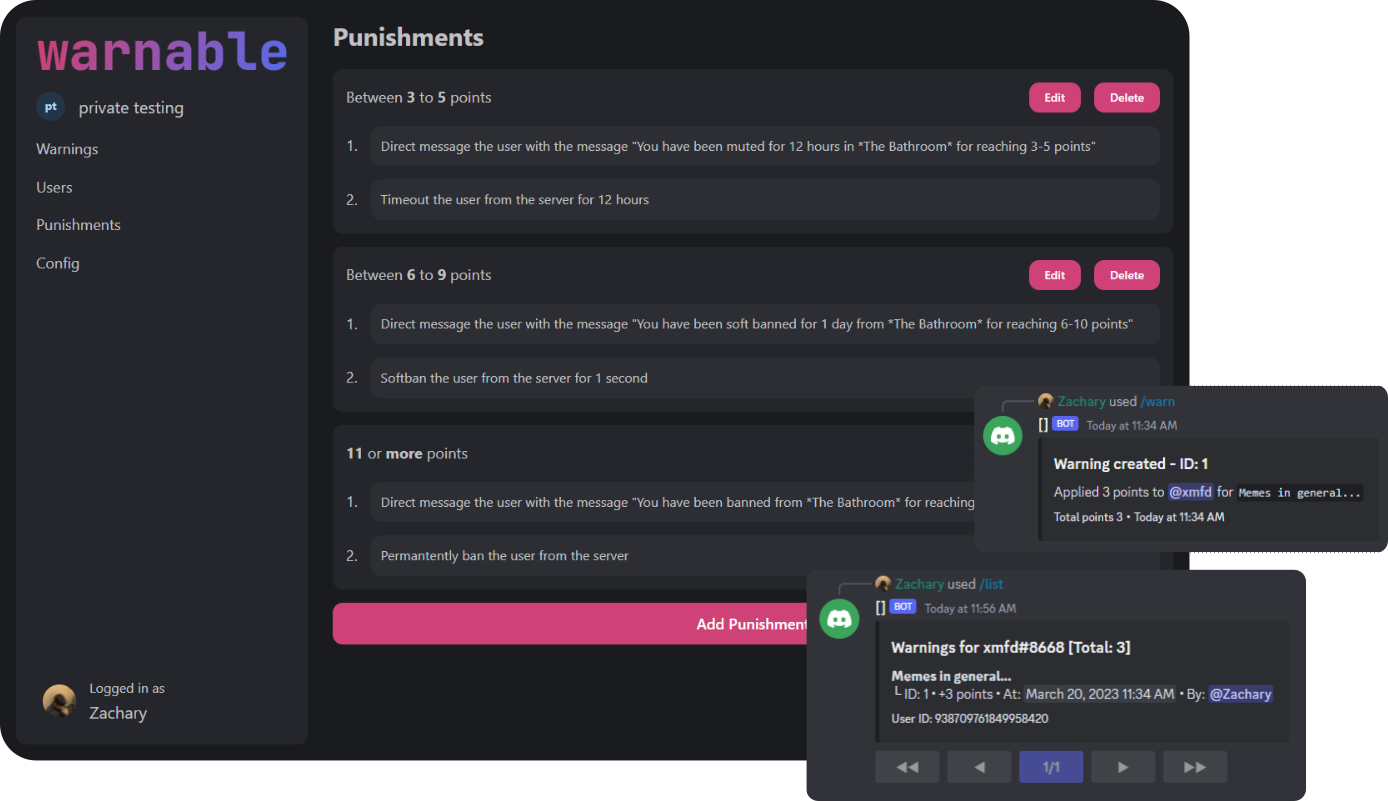 warnable
pt private testing
Warnings
Users
Punishments
Config
Logged in as
Zachary
Punishments
Between 3 to 5 points
Edit Delete
1. Direct message the user with the message "You have been muted for 12 hours in *The Bathroom* for reaching 3-5 points"
2. Timeout the user from the server for 12 hours
Between 6 to 9 points
Edit Delete
1. Direct message the user with the message "You have been soft banned for 1 day from *The Bathroom* for reaching 6-10 points"
2. Softban the user from the server for 1 second
11 or more points
1. Direct message the user with the message "You have been banned from *The Bathroom* for reaching
2. Permantently ban the user from the server
Add Punishment
Zachary used /warn
[] BOT Today at 11:34 AM
Warning created - ID: 1
Applied 3 points to @xmfd for Memes in general...
Total points 3 • Today at 11:34 AM
Zachary used /list
[] BOT Today at 11:56 AM
Warnings for xmfd#8668 [Total: 3]
Memes in general...
└ ID: 1 • +3 points • At: March 20, 2023 11:34 AM • By: @Zachary
User ID: 938709761849958420
1/1